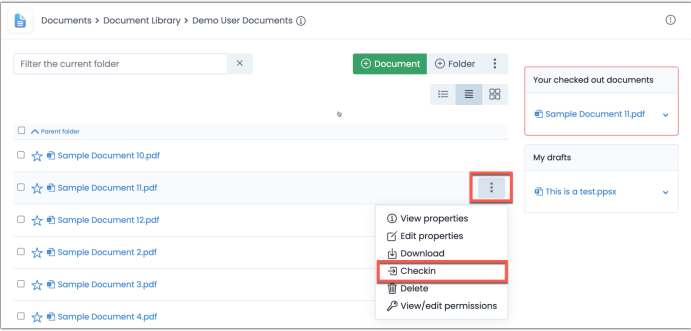 Documents > Document Library > Demo User Documents
Filter the current folder
Document
Folder
Your checked out documents
Sample Document 11.pdf
Parent folder
My drafts
Sample Document 10.pdf
Sample Document 11.pdf
This is a test.ppsx
Sample Document 12.pdf
View properties
Edit properties
Sample Document 2.pdf
Download
Checkin
Sample Document 3.pdf
Delete
View/edit permissions
Sample Document 4.pdf